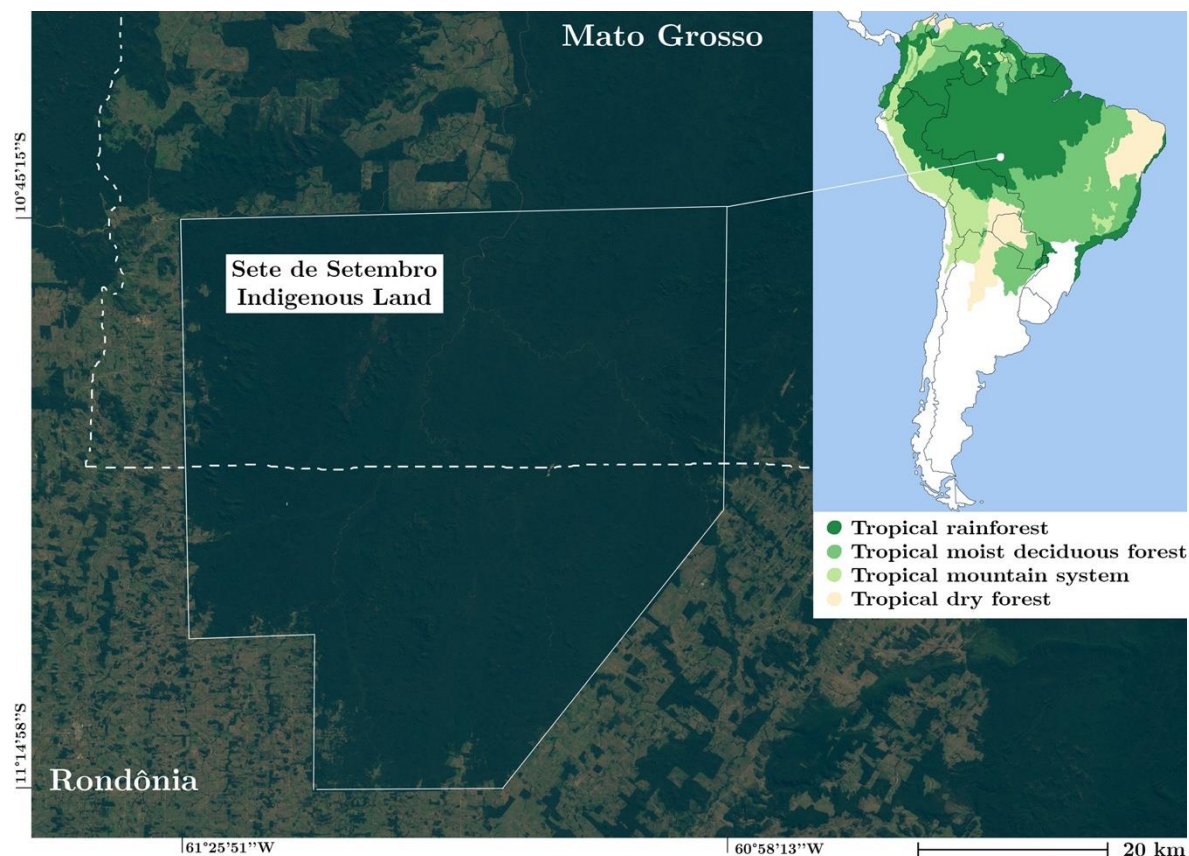 Mato Grosso
10°45'15''S
Sete de Setembro
Indigenous Land
Tropical rainforest
Tropical moist deciduous forest
Tropical mountain system
Tropical dry forest
11°14'58''S
Rondônia
61°25'51''W
60°58'13''W
20 km